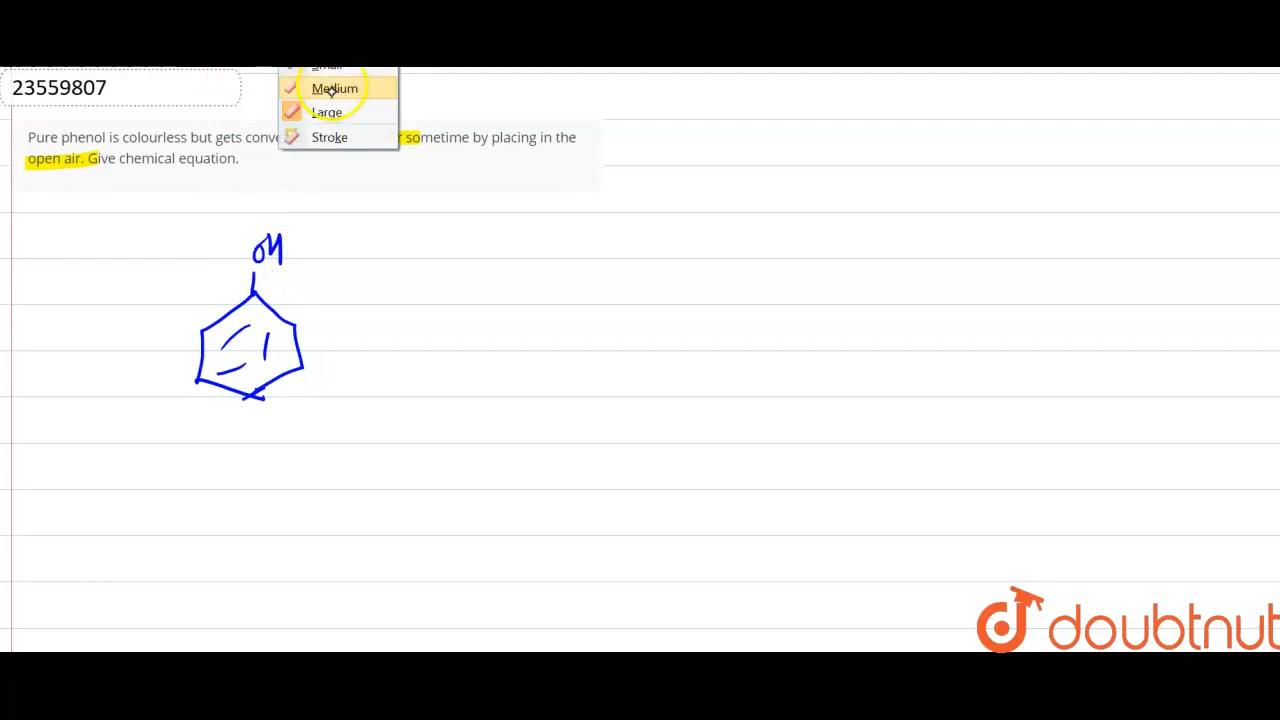 23559807
Medium
Large
Stroke
Pure phenol is colourless but gets conve sometime by placing in the
open air. Give chemical equation.
OH
doubtnut